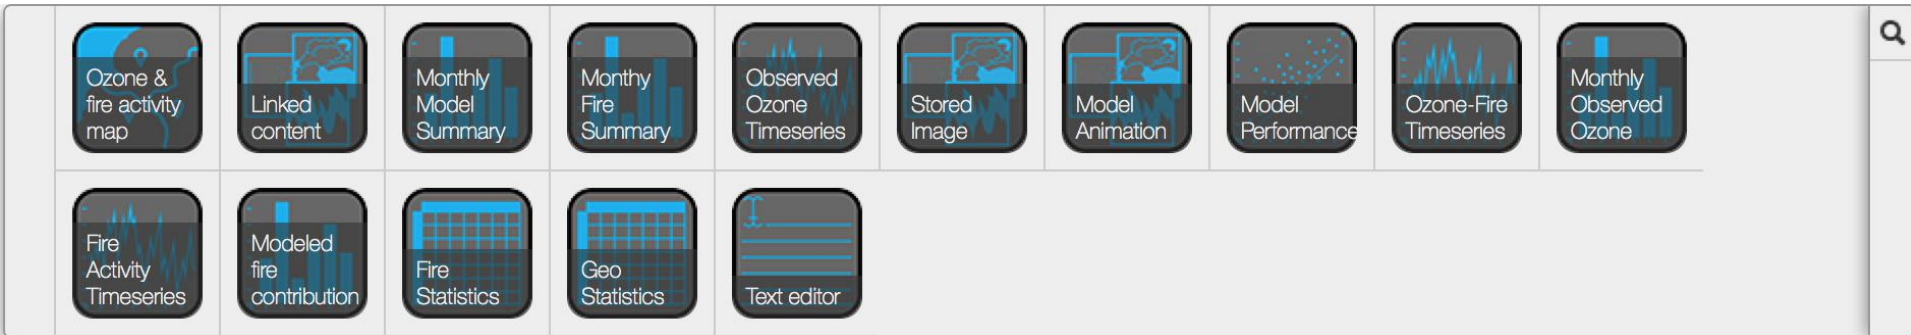 Ozone &
fire activity
map
Linked
content
Monthly
Model
Summary
Monthy
Fire
Summary
Observed
Ozone
Timeseries
Stored
Image
Model
Animation
Model
Performance
Ozone-Fire
Timeseries
Monthly
Observed
Ozone
Fire
Activity
Timeseries
Modeled
fire
contribution
Fire
Statistics
Geo
Statistics
Text editor